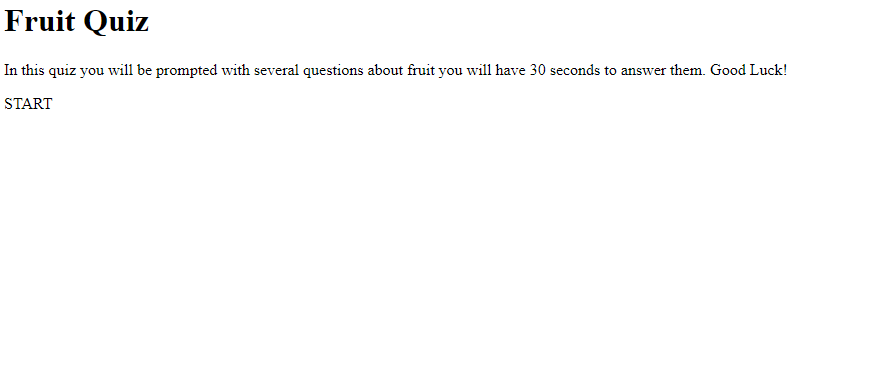 Fruit Quiz
In this quiz you will be prompted with several questions about fruit you will have 30 seconds to answer them. Good Luck!
START